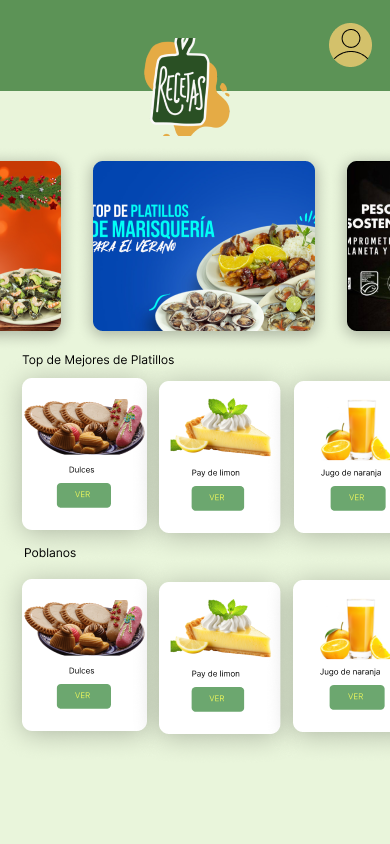 RECETAS
TOP DE PLATILLOS
DE MARISQUERÍA
PARA EL VERANO
PESC
SOSTEN
MPROMET
LANETA Y
Top de Mejores de Platillos
Dulces
Pay de limon
Jugo de naranja
VER
VER
VER
Poblanos
Dulces
Pay de limon
Jugo de naranja
VER
VER
VER